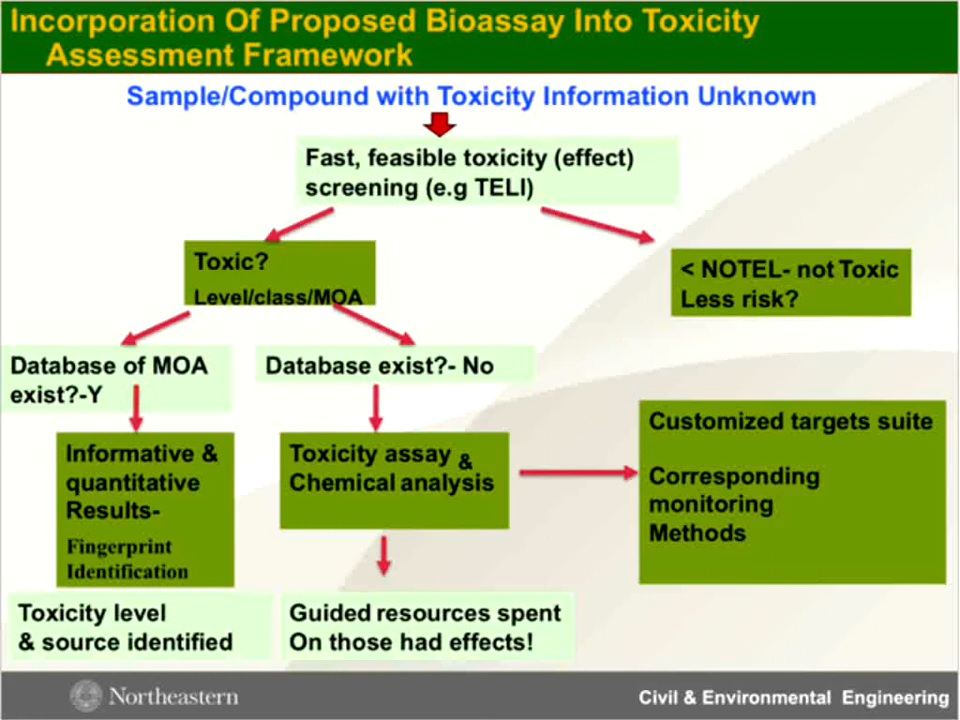 Incorporation Of Proposed Bioassay Into Toxicity
Assessment Framework
Sample/Compound with Toxicity Information Unknown
Fast, feasible toxicity (effect)
screening (e.g TELI)
Toxic?
Level/class/MOA
< NOTEL- not Toxic
Less risk?
Database of MOA
exist?-Y
Database exist?- No
Informative &
quantitative
Results-
Fingerprint
Identification
Toxicity assay &
Chemical analysis
Customized targets suite
Corresponding
monitoring
Methods
Toxicity level
& source identified
Guided resources spent
On those had effects!
Northeastern
Civil & Environmental Engineering